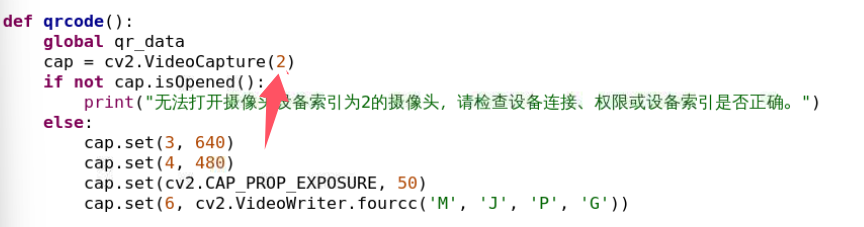 def qrcode():
    global qr_data
    cap = cv2.VideoCapture(2)
    if not cap.isOpened():
        print("无法打开摄像头设备索引为2的摄像头，请检查设备连接、权限或设备索引是否正确。")
    else:
        cap.set(3, 640)
        cap.set(4, 480)
        cap.set(cv2.CAP_PROP_EXPOSURE, 50)
        cap.set(6, cv2.VideoWriter.fourcc('M', 'J', 'P', 'G'))